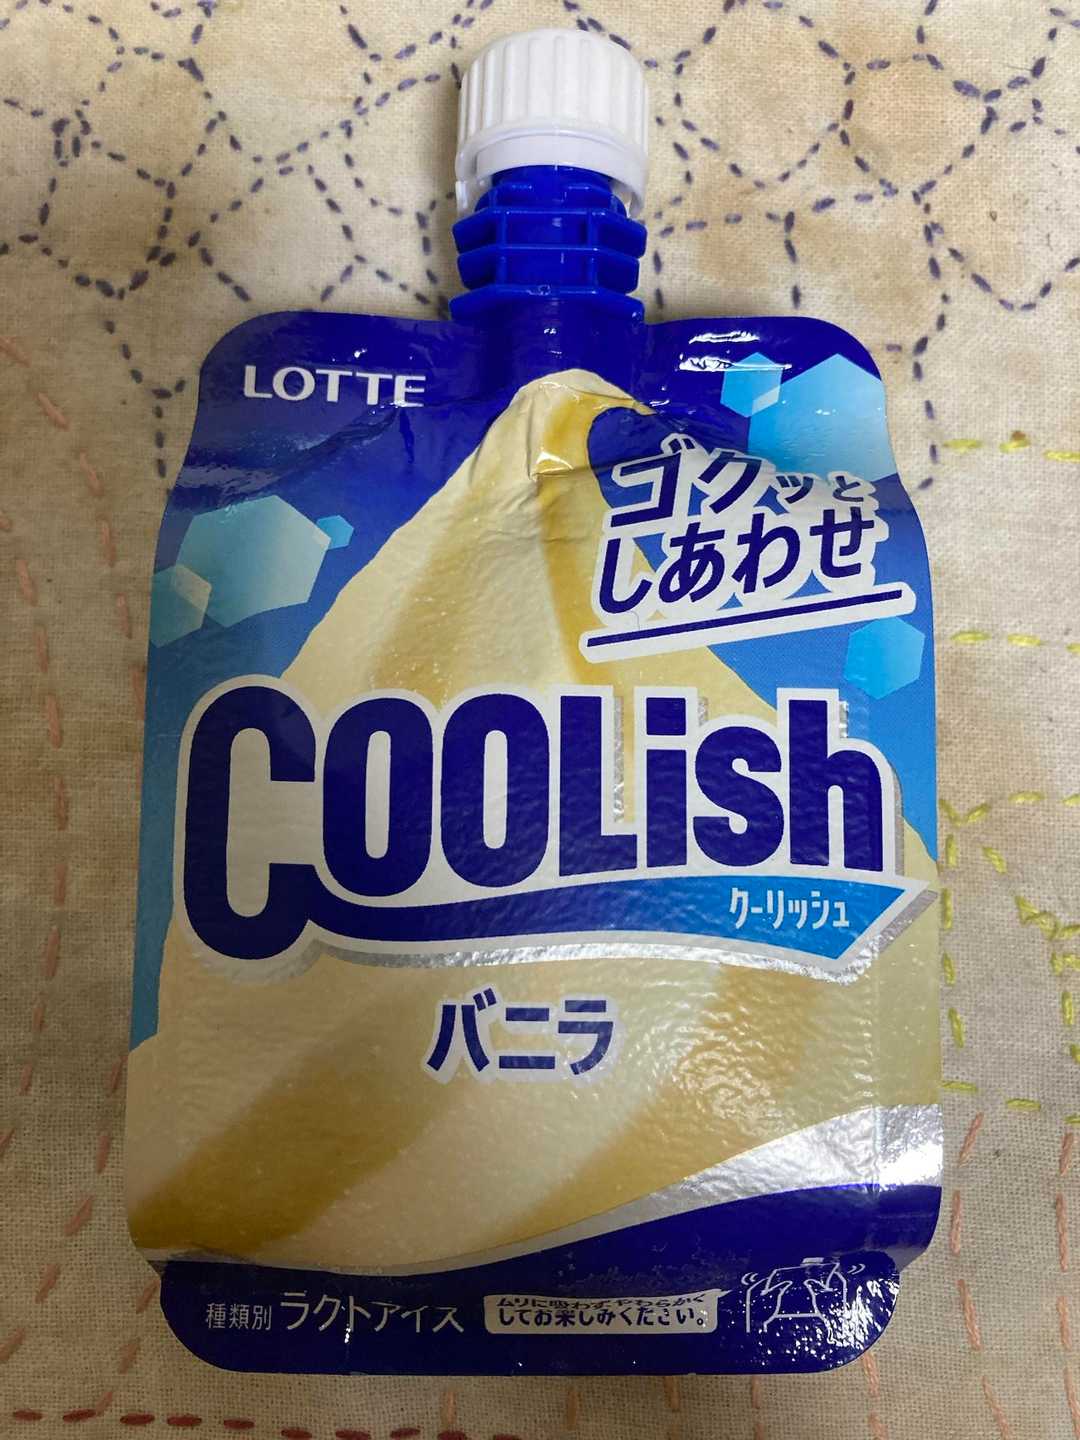 LOTTE
ゴクッと
しあわせ
COOLish
クーリッシュ
バニラ
種類別 ラクトアイス
ムリに吸わずやわらかく
してお楽しみください。